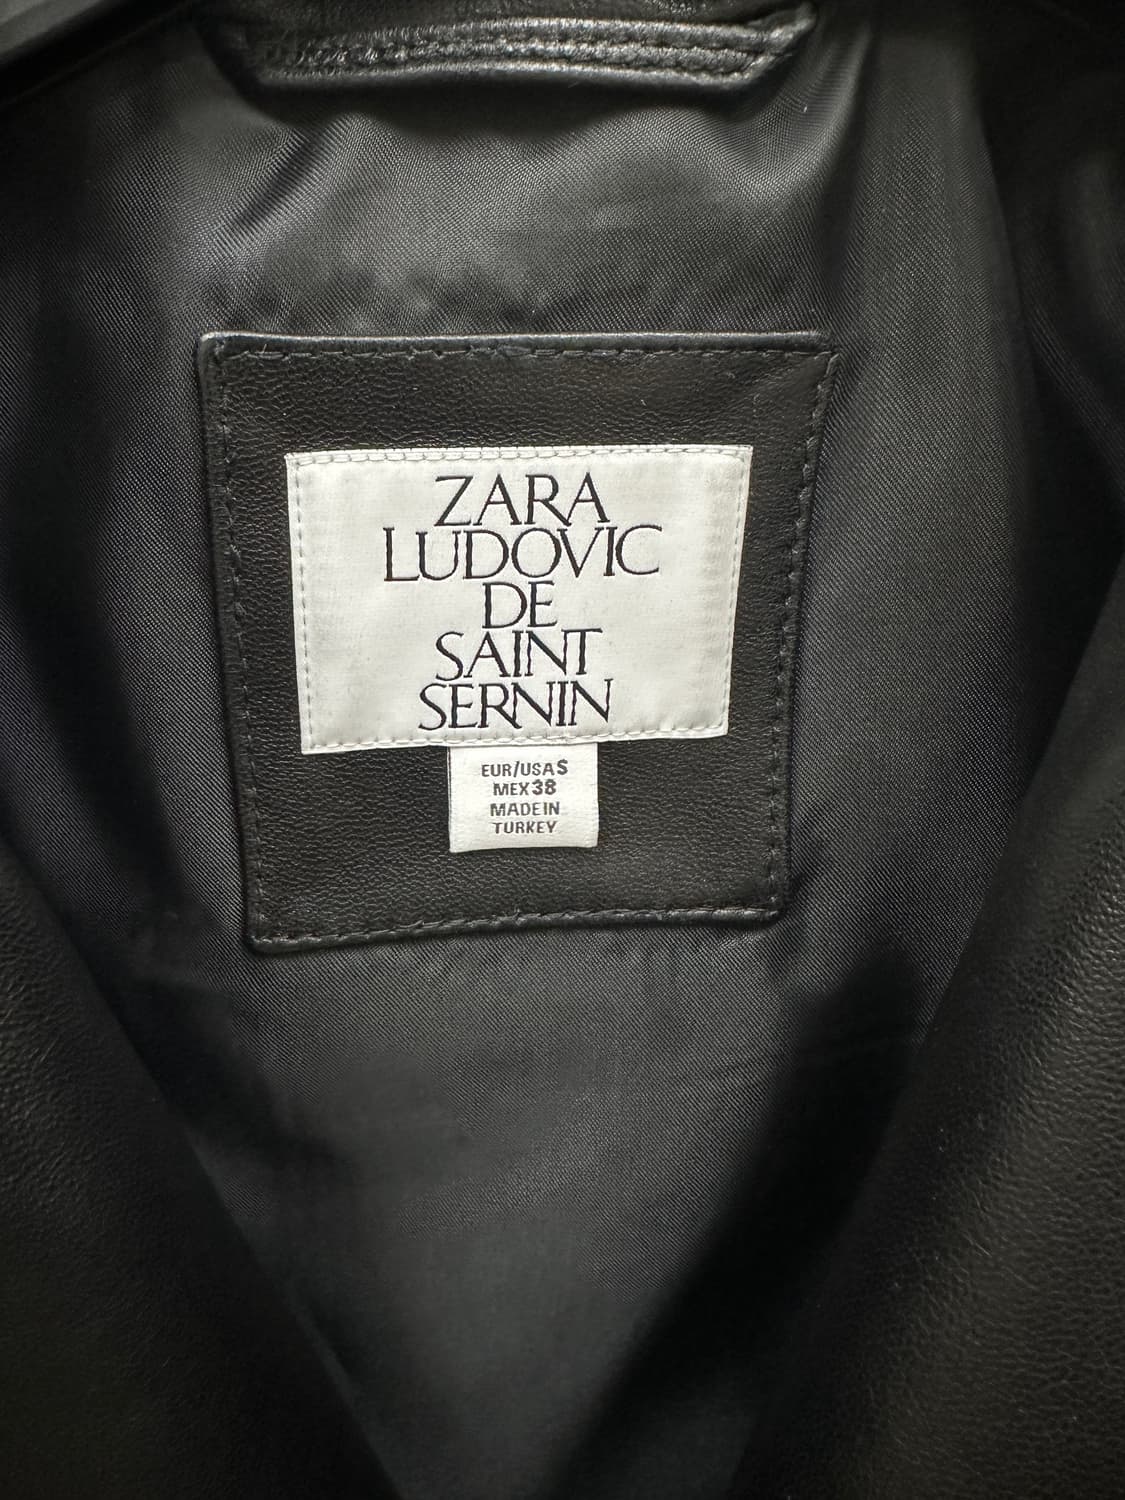 ZARA
LUDOVIC
DE
SAINT
SERNIN
EUR/USA S
MEX 38
MADE IN
TURKEY